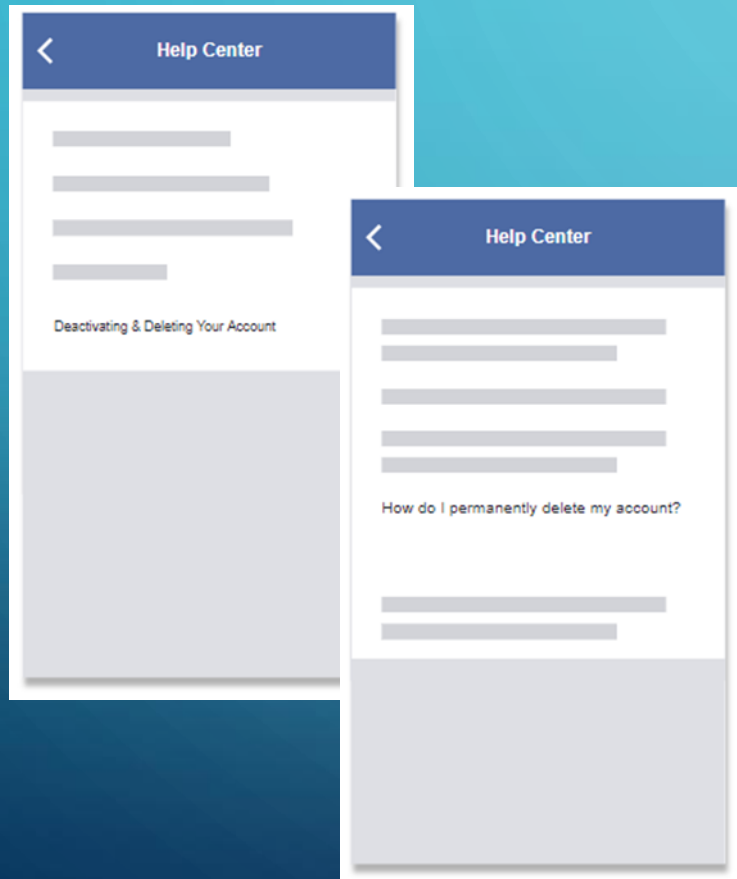 Help Center
Deactivating & Deleting Your Account
Help Center
How do I permanently delete my account?